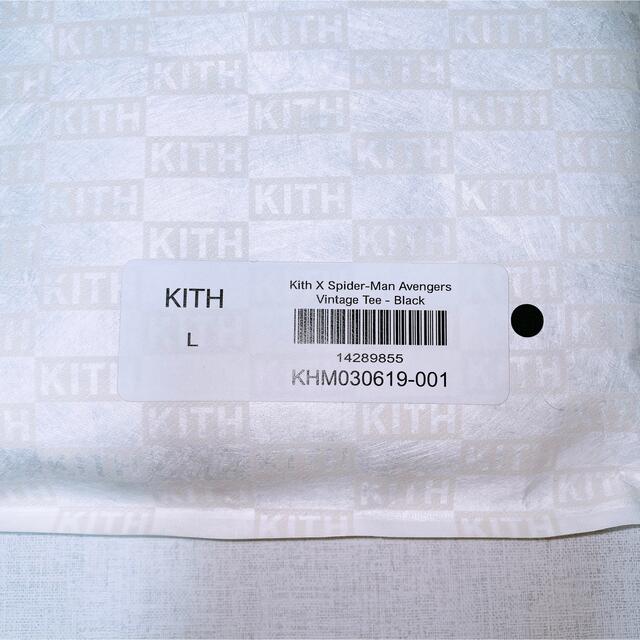 KITH
L
Kith X Spider-Man Avengers
Vintage Tee - Black
14289855
KHM030619-001